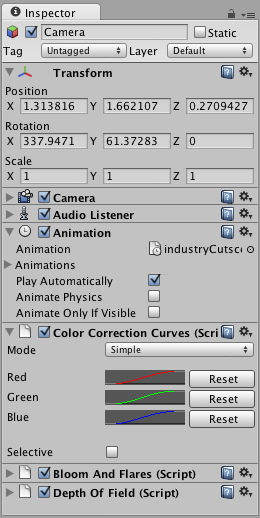 Inspector
Camera Static
Tag Untagged Layer Default
Transform
Position
X 1.313816 Y 1.662107 Z 0.2709427
Rotation
X 337.9471 Y 61.37283 Z 0
Scale
X 1 Y 1 Z 1
Camera
Audio Listener
Animation
Animation industryCutsc
Animations
Play Automatically
Animate Physics
Animate Only If Visible
Color Correction Curves (Scri
Mode Simple
Red Reset
Green Reset
Blue Reset
Selective
Bloom And Flares (Script)
Depth Of Field (Script)